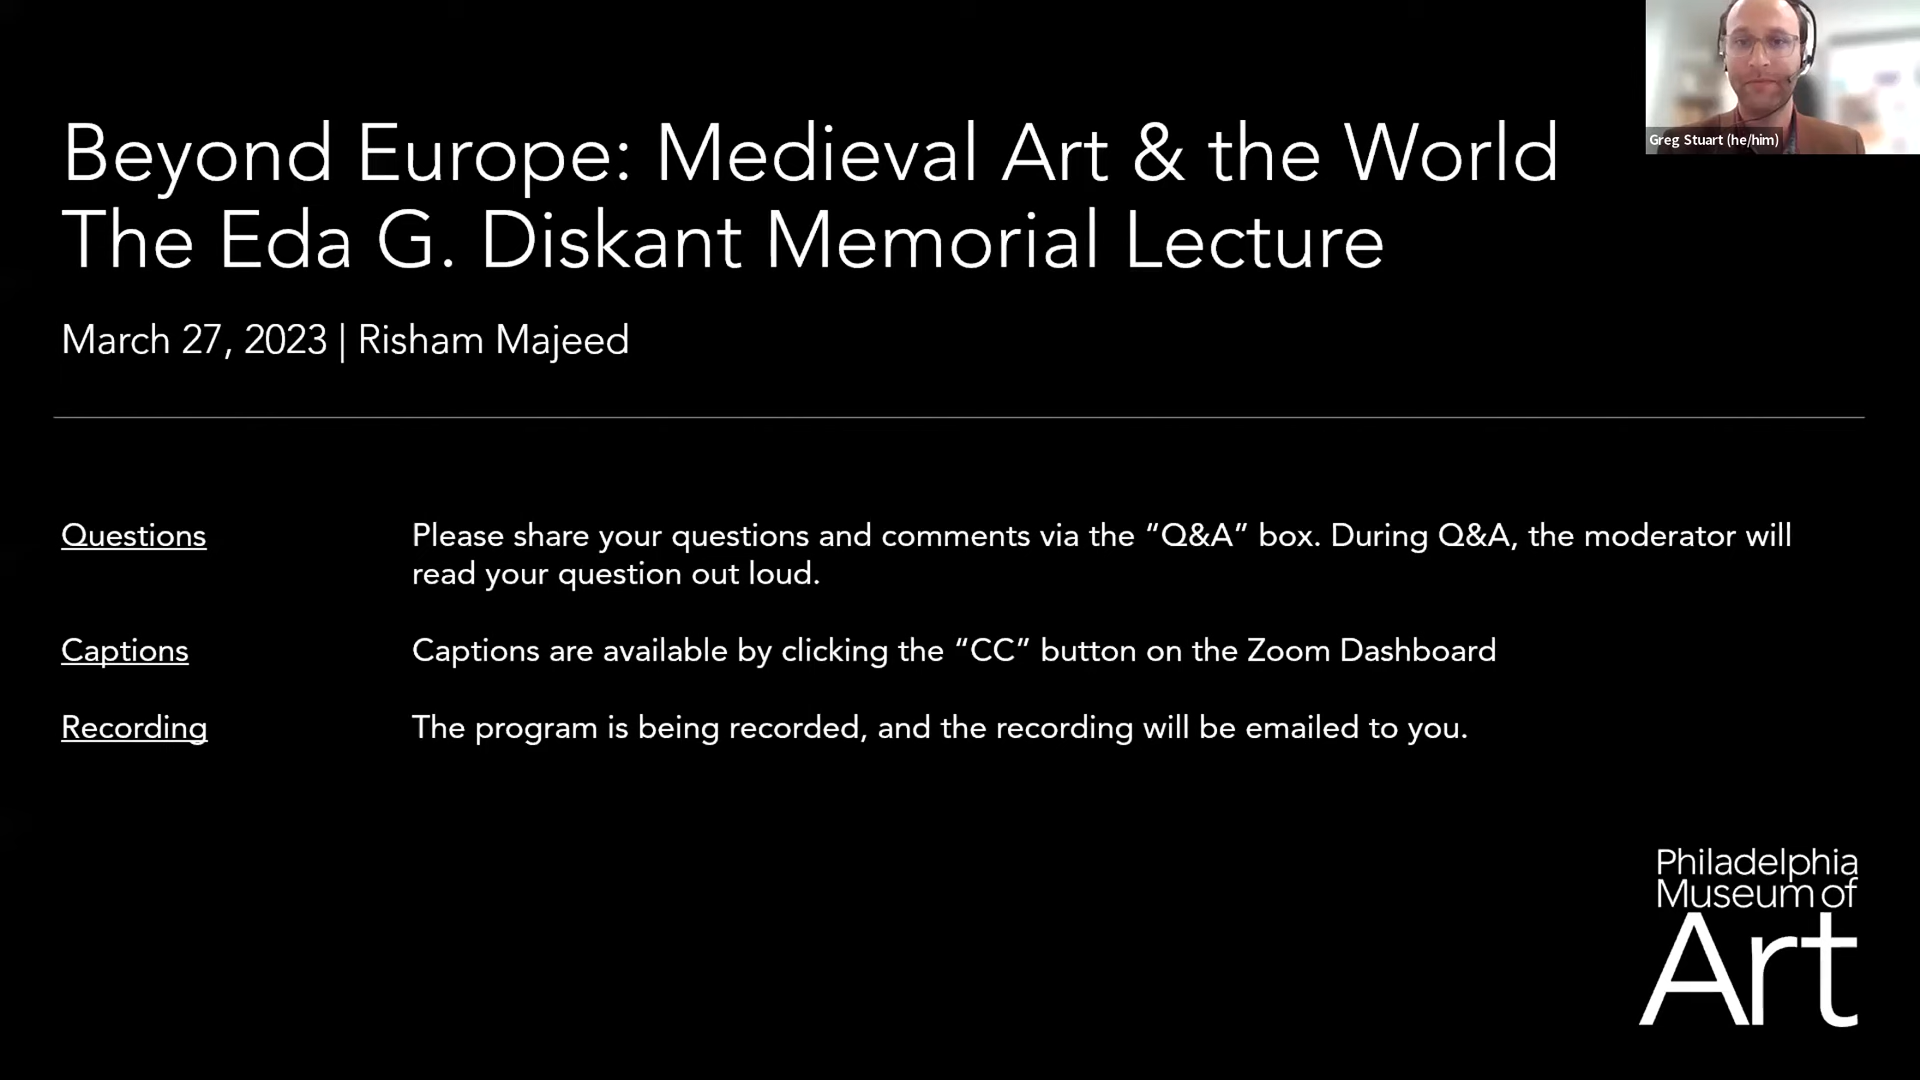 Beyond Europe: Medieval Art & the World
The Eda G. Diskant Memorial Lecture
March 27, 2023 | Risham Majeed
Greg Stuart (he/him)
Questions
Please share your questions and comments via the “Q&A” box. During Q&A, the moderator will
read your question out loud.
Captions
Captions are available by clicking the “CC” button on the Zoom Dashboard
Recording
The program is being recorded, and the recording will be emailed to you.
Philadelphia
Museum of
Art